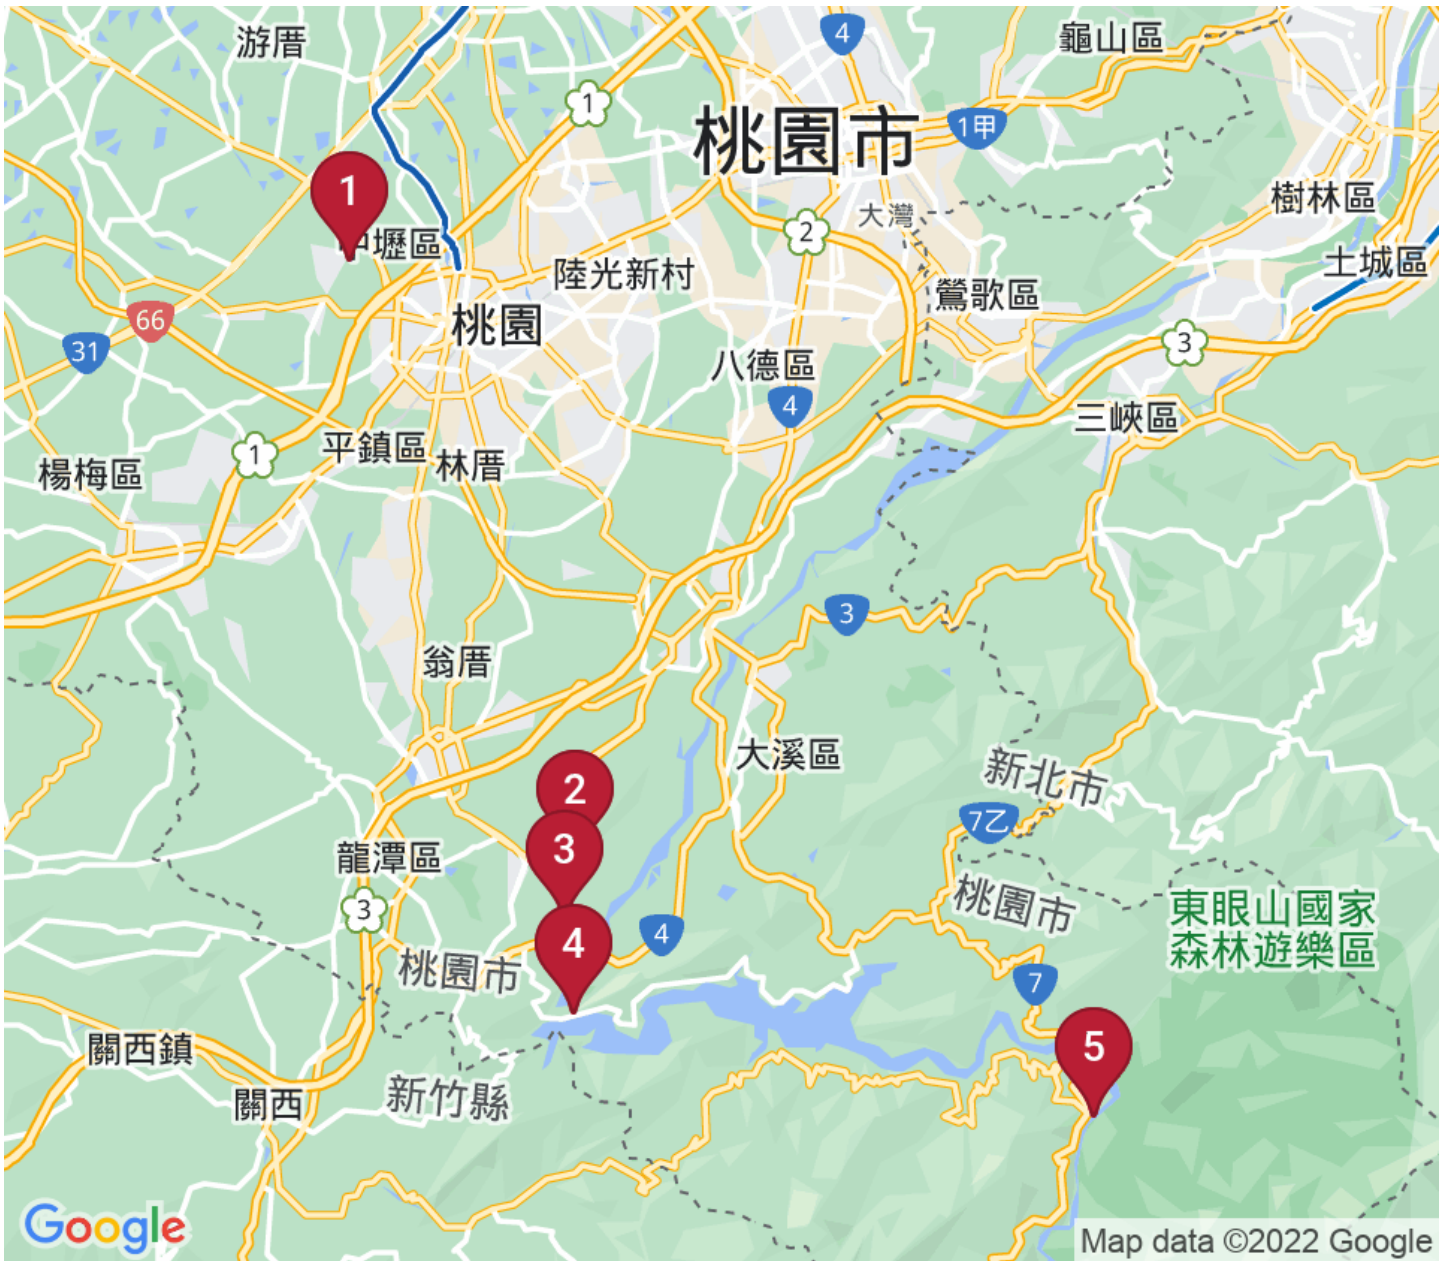 游厝
4
龜山區
1
桃園市
1甲
1
中壢區
樹林區
大灣
2
土城區
陸光新村
鶯歌區
66
桃園
31
3
八德區
4
三峽區
平鎮區
1
林厝
楊梅區
3
翁厝
大溪區
新北市
2
7乙
3
龍潭區
桃園市
東眼山國家
森林遊樂區
3
4
4
桃園市
7
關西鎮
5
新竹縣
關西
Google
Map data ©2022 Google